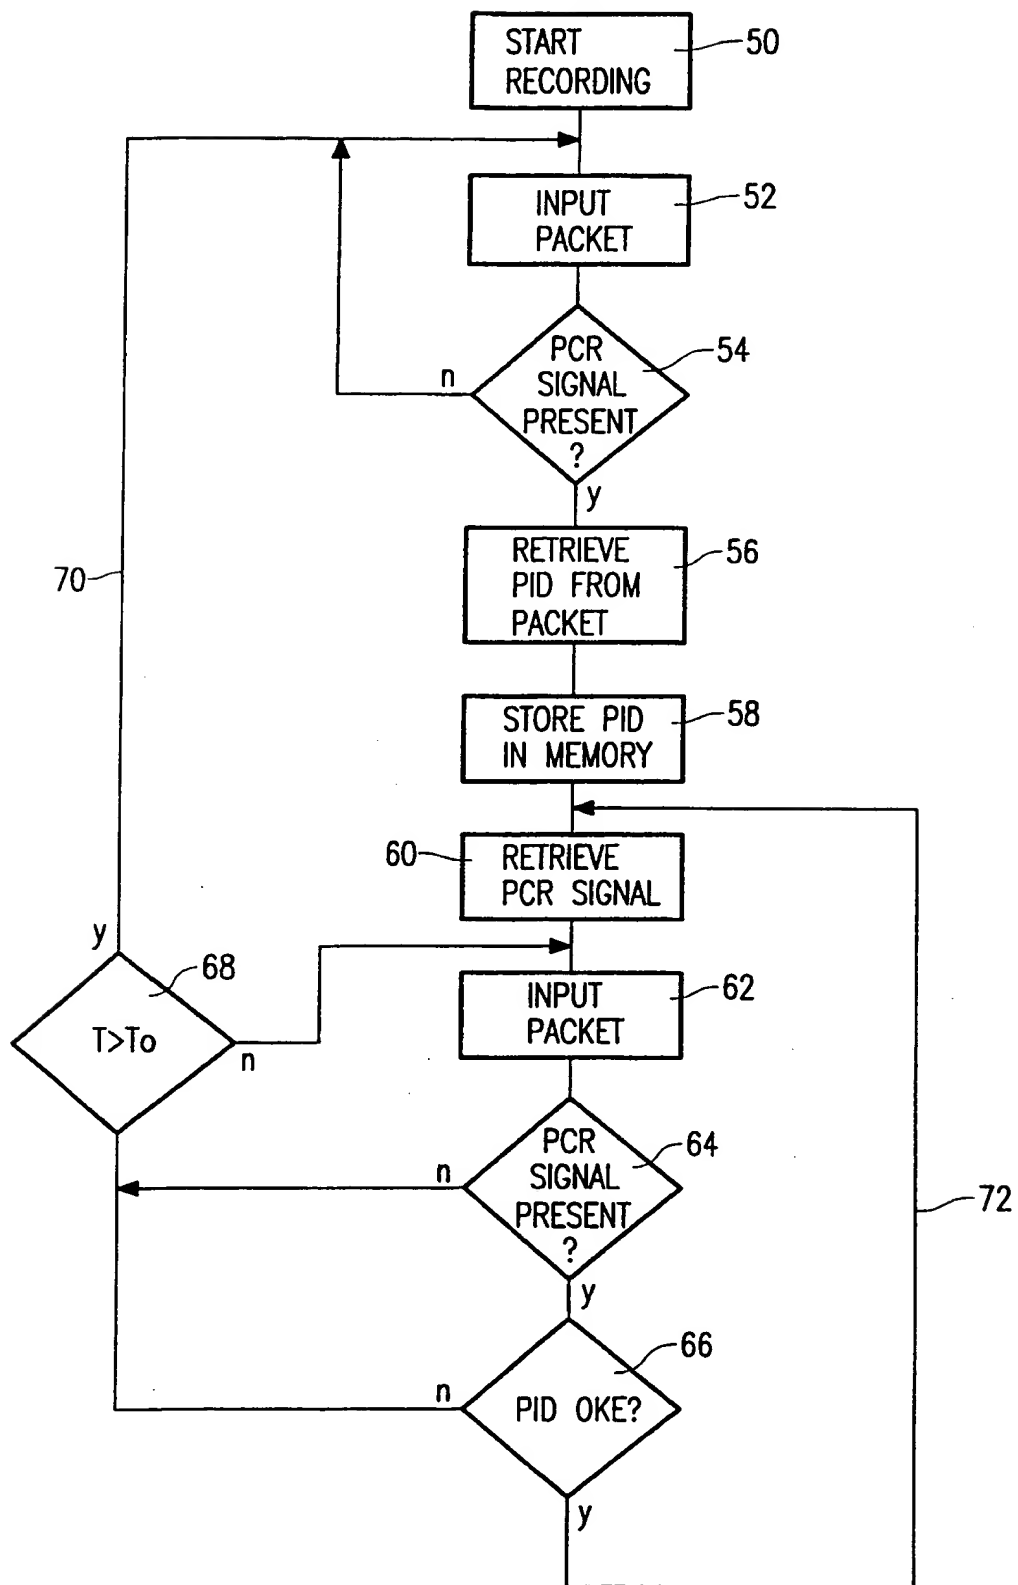 START
RECORDING
50
INPUT
PACKET
52
PCR
SIGNAL
PRESENT
?
54
n
y
RETRIEVE
PID FROM
PACKET
56
70
STORE PID
IN MEMORY
58
RETRIEVE
PCR SIGNAL
60
y
68
T>To
n
INPUT
PACKET
62
PCR
SIGNAL
PRESENT
?
64
n
y
72
PID OKE?
66
n
y